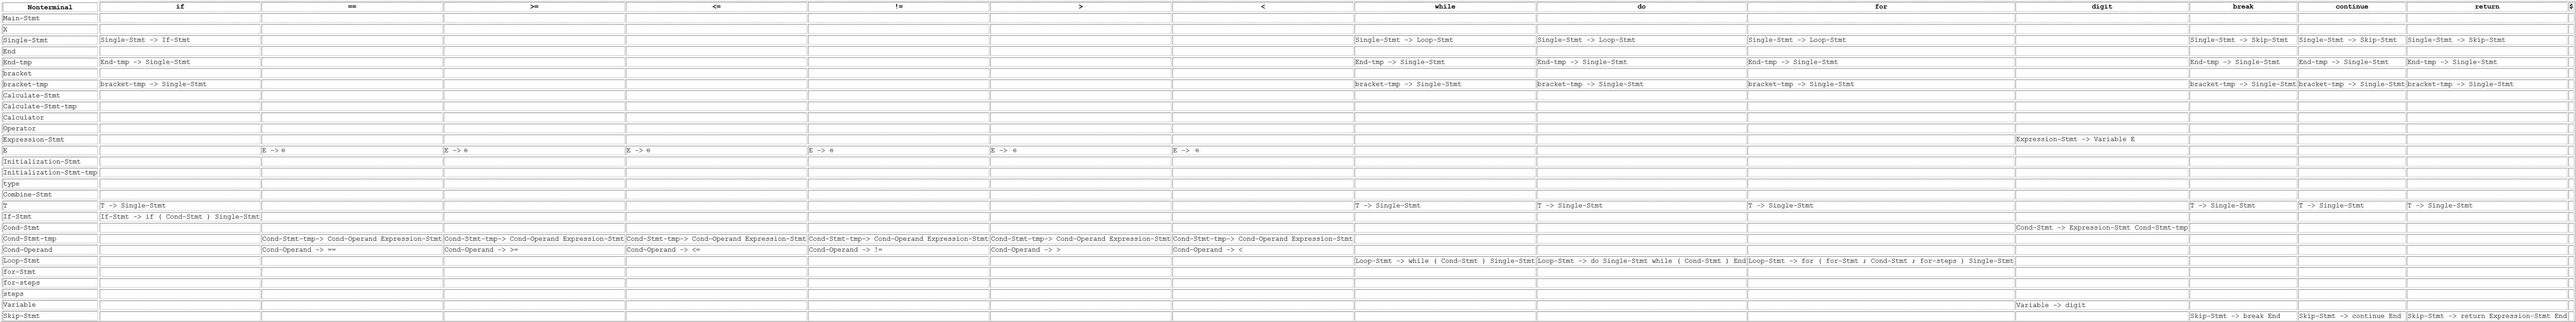 Nonterminal if == >= <= != > < while do for digit break continue return $
Main-Stmt
X
Single-Stmt Single-Stmt -> If-Stmt Single-Stmt -> Loop-Stmt Single-Stmt -> Loop-Stmt Single-Stmt -> Loop-Stmt Single-Stmt -> Skip-Stmt Single-Stmt -> Skip-Stmt Single-Stmt -> Skip-Stmt
End
End-tmp End-tmp -> Single-Stmt End-tmp -> Single-Stmt End-tmp -> Single-Stmt End-tmp -> Single-Stmt End-tmp -> Single-Stmt End-tmp -> Single-Stmt End-tmp -> Single-Stmt
bracket
bracket-tmp bracket-tmp -> Single-Stmt bracket-tmp -> Single-Stmt bracket-tmp -> Single-Stmt bracket-tmp -> Single-Stmt bracket-tmp -> Single-Stmt bracket-tmp -> Single-Stmt bracket-tmp -> Single-Stmt
Calculate-Stmt
Calculate-Stmt-tmp
Calculator
Operator
Expression-Stmt Expression-Stmt -> Variable E
E E -> e E -> e E -> e E -> e E -> e E -> e
Initialization-Stmt
Initialization-Stmt-tmp
type
Combine-Stmt
T T -> Single-Stmt T -> Single-Stmt T -> Single-Stmt T -> Single-Stmt T -> Single-Stmt T -> Single-Stmt T -> Single-Stmt
If-Stmt If-Stmt -> if ( Cond-Stmt ) Single-Stmt
Cond-Stmt Cond-Stmt -> Expression-Stmt Cond-Stmt-tmp
Cond-Stmt-tmp Cond-Stmt-tmp-> Cond-Operand Expression-Stmt Cond-Stmt-tmp-> Cond-Operand Expression-Stmt Cond-Stmt-tmp-> Cond-Operand Expression-Stmt Cond-Stmt-tmp-> Cond-Operand Expression-Stmt Cond-Stmt-tmp-> Cond-Operand Expression-Stmt Cond-Stmt-tmp-> Cond-Operand Expression-Stmt
Cond-Operand Cond-Operand -> == Cond-Operand -> >= Cond-Operand -> <= Cond-Operand -> != Cond-Operand -> > Cond-Operand -> <
Loop-Stmt Loop-Stmt -> while ( Cond-Stmt ) Single-Stmt Loop-Stmt -> do Single-Stmt while ( Cond-Stmt ) End Loop-Stmt -> for ( for-Stmt ; Cond-Stmt ; for-steps ) Single-Stmt
for-Stmt
for-steps
steps
Variable Variable -> digit
Skip-Stmt Skip-Stmt -> break End Skip-Stmt -> continue End Skip-Stmt -> return Expression-Stmt End